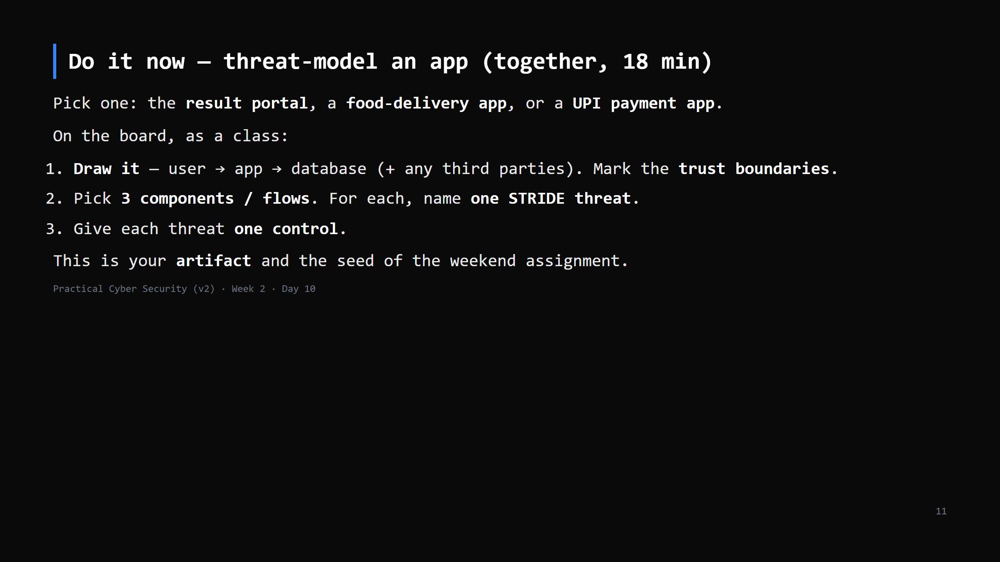 Do it now — threat-model an app (together, 18 min)
Pick one: the result portal, a food-delivery app, or a UPI payment app.
On the board, as a class:
1. Draw it — user → app → database (+ any third parties). Mark the trust boundaries.
2. Pick 3 components / flows. For each, name one STRIDE threat.
3. Give each threat one control.
This is your artifact and the seed of the weekend assignment.
Practical Cyber Security (v2) · Week 2 · Day 10
11